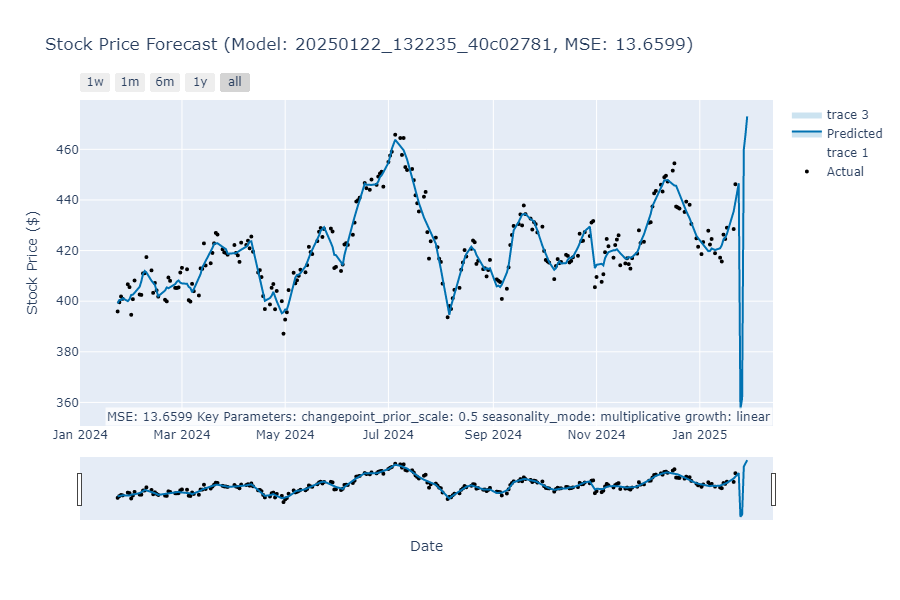 Stock Price Forecast (Model: 20250122_132235_40c02781, MSE: 13.6599)
1w 1m 6m 1y all
trace 3
Predicted
trace 1
Actual
460
440
420
400
380
360
Stock Price ($)
MSE: 13.6599 Key Parameters: changepoint_prior_scale: 0.5 seasonality_mode: multiplicative growth: linear
Jan 2024 Mar 2024 May 2024 Jul 2024 Sep 2024 Nov 2024 Jan 2025
Date